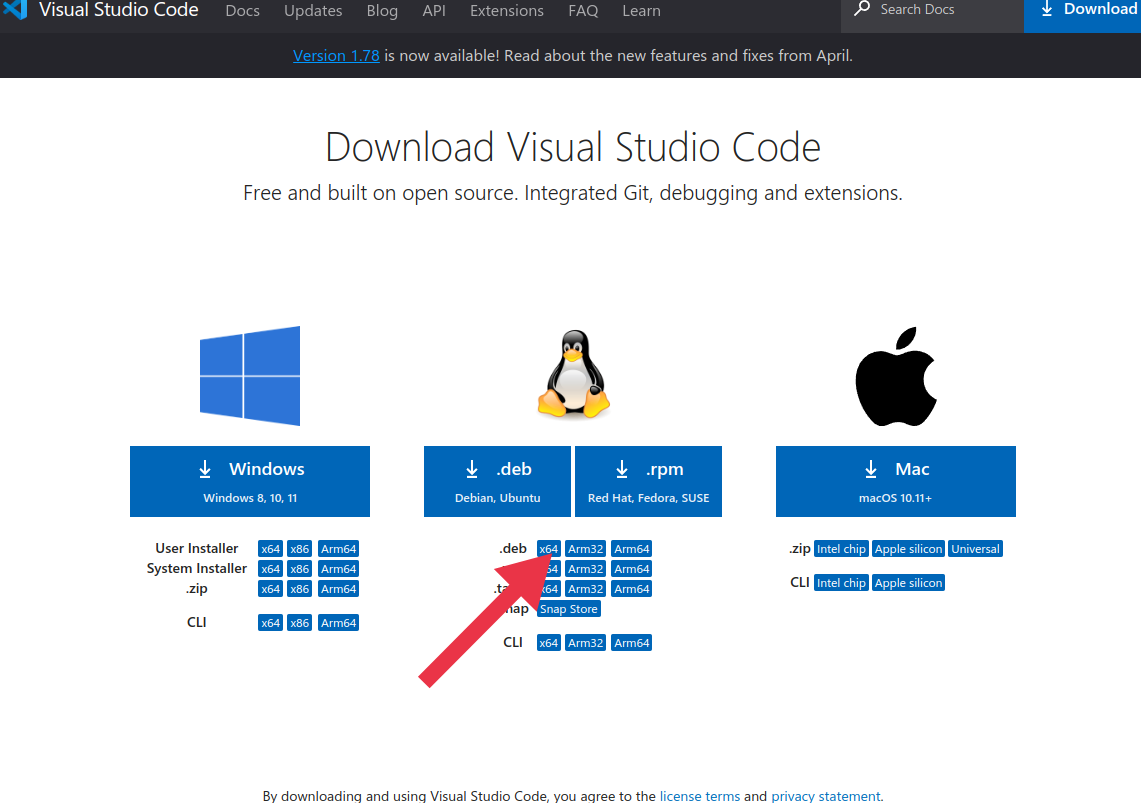 Visual Studio Code Docs Updates Blog API Extensions FAQ Learn Search Docs Download
Version 1.78 is now available! Read about the new features and fixes from April.
Download Visual Studio Code
Free and built on open source. Integrated Git, debugging and extensions.
Windows
Windows 8, 10, 11
User Installer x64 x86 Arm64
System Installer x64 x86 Arm64
.zip x64 x86 Arm64
CLI x64 x86 Arm64
.deb
Debian, Ubuntu
.rpm
Red Hat, Fedora, SUSE
.deb x64 Arm32 Arm64
Arm32 Arm64
x64 Arm32 Arm64
Snap Store
CLI x64 Arm32 Arm64
Mac
macOS 10.11+
.zip Intel chip Apple silicon Universal
CLI Intel chip Apple silicon
By downloading and using Visual Studio Code, you agree to the license terms and privacy statement.